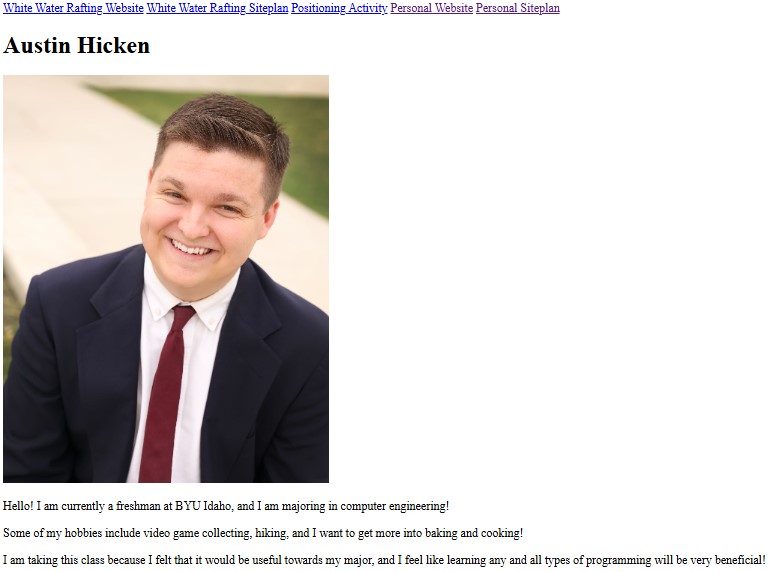 White Water Rafting Website White Water Rafting Siteplan Positioning Activity Personal Website Personal Siteplan
Austin Hicken
Hello! I am currently a freshman at BYU Idaho, and I am majoring in computer engineering!
Some of my hobbies include video game collecting, hiking, and I want to get more into baking and cooking!
I am taking this class because I felt that it would be useful towards my major, and I feel like learning any and all types of programming will be very beneficial!